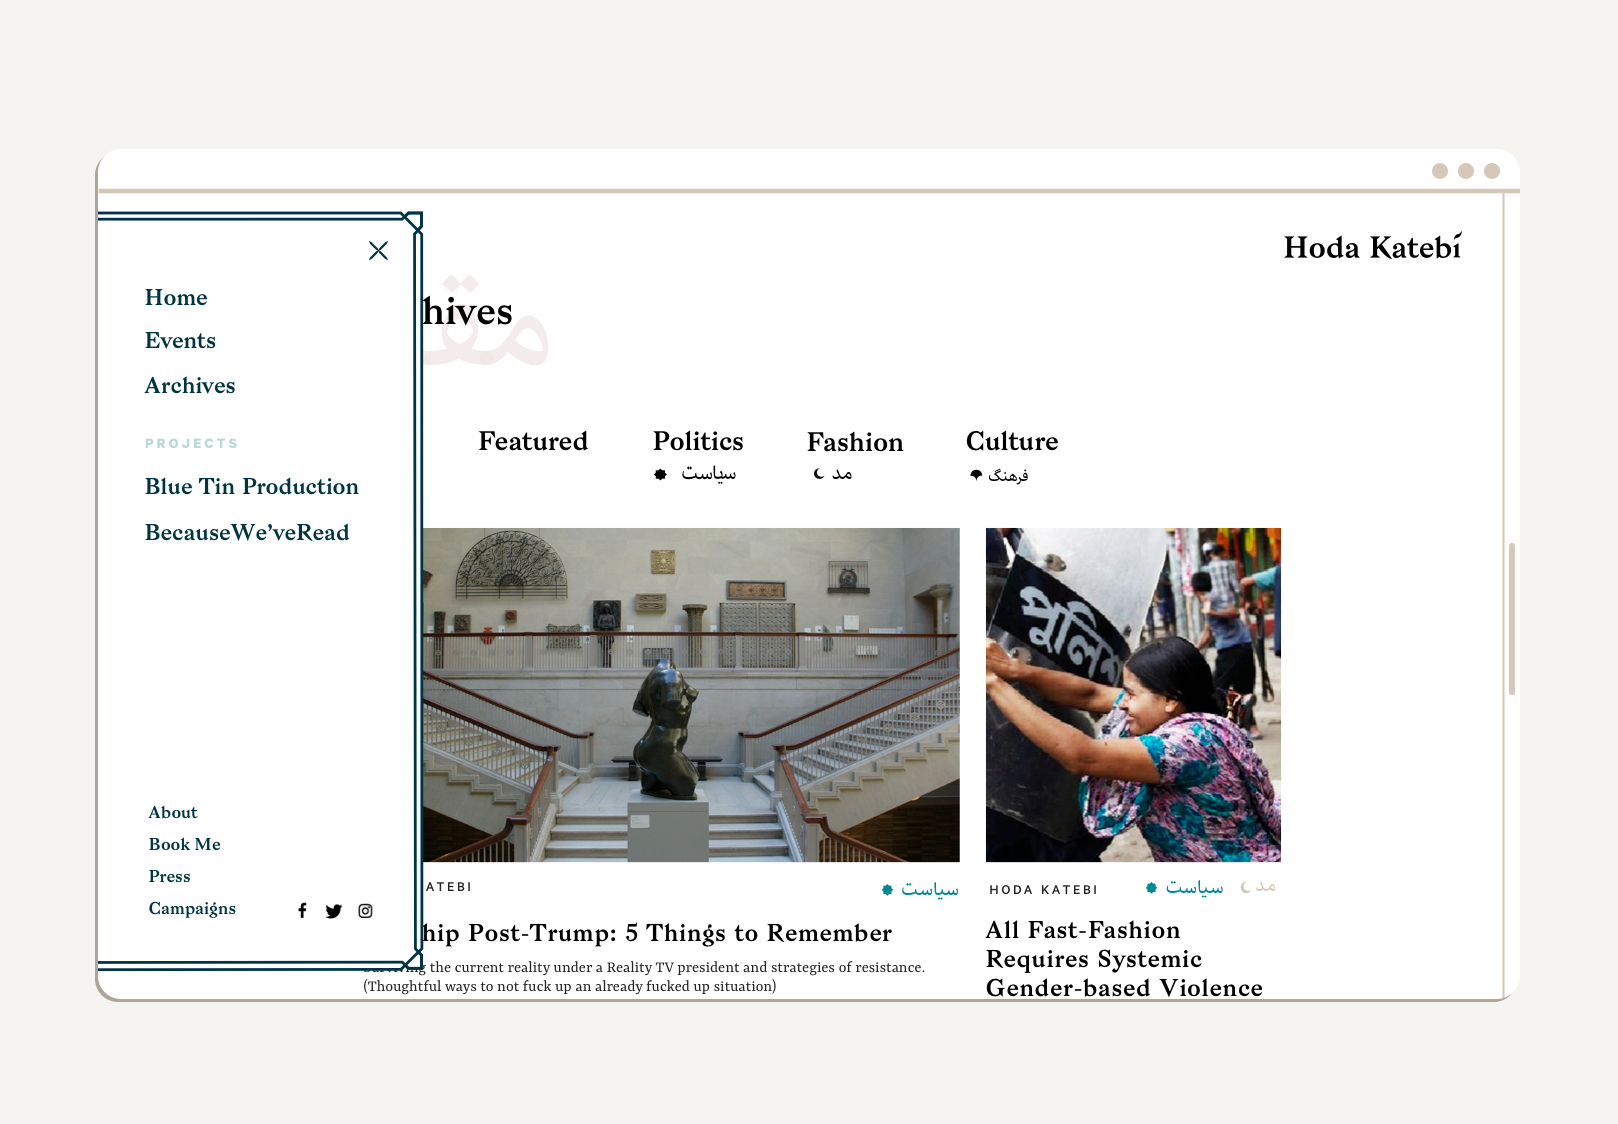 Hoda Katebí
Home
Events
Archives
PROJECTS
Blue Tin Production
BecauseWe’veRead
About
Book Me
Press
Campaigns
hives
مقا
Featured
Politics
Fashion
Culture
سیاست
مد
فرهنگ
পুলিশ
ATEBI
سیاست
hip Post-Trump: 5 Things to Remember
Surviving the current reality under a Reality TV president and strategies of resistance.
(Thoughtful ways to not fuck up an already fucked up situation)
HODA KATEBI
سیاست
مد
All Fast-Fashion
Requires Systemic
Gender-based Violence